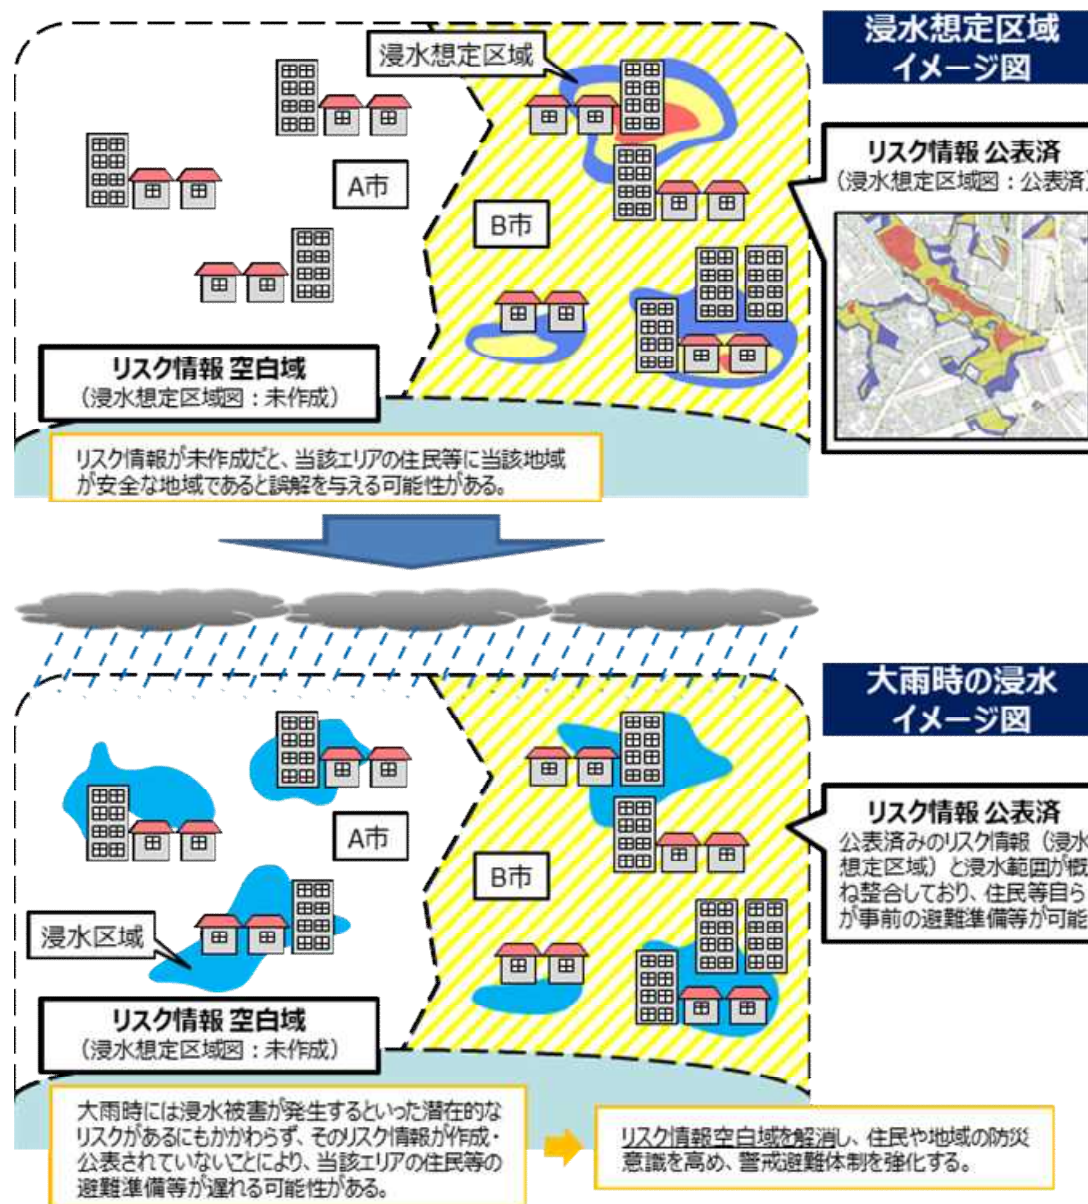 浸水想定区域
イメージ図
浸水想定区域
リスク情報 公表済
（浸水想定区域図：公表済）
A市
B市
リスク情報 空白域
（浸水想定区域図：未作成）
リスク情報が未作成だと、当該エリアの住民等に当該地域
が安全な地域であると誤解を与える可能性がある。
大雨時の浸水
イメージ図
リスク情報 公表済
公表済みのリスク情報（浸水
想定区域）と浸水範囲が概
ね整合しており、住民等自ら
が事前の避難準備等が可能
A市
B市
浸水区域
リスク情報 空白域
（浸水想定区域図：未作成）
大雨時には浸水被害が発生するといった潜在的な
リスクがあるにもかかわらず、そのリスク情報が作成・
公表されていないことにより、当該エリアの住民等の
避難準備等が遅れる可能性がある。
リスク情報空白域を解消し、住民や地域の防災
意識を高め、警戒避難体制を強化する。